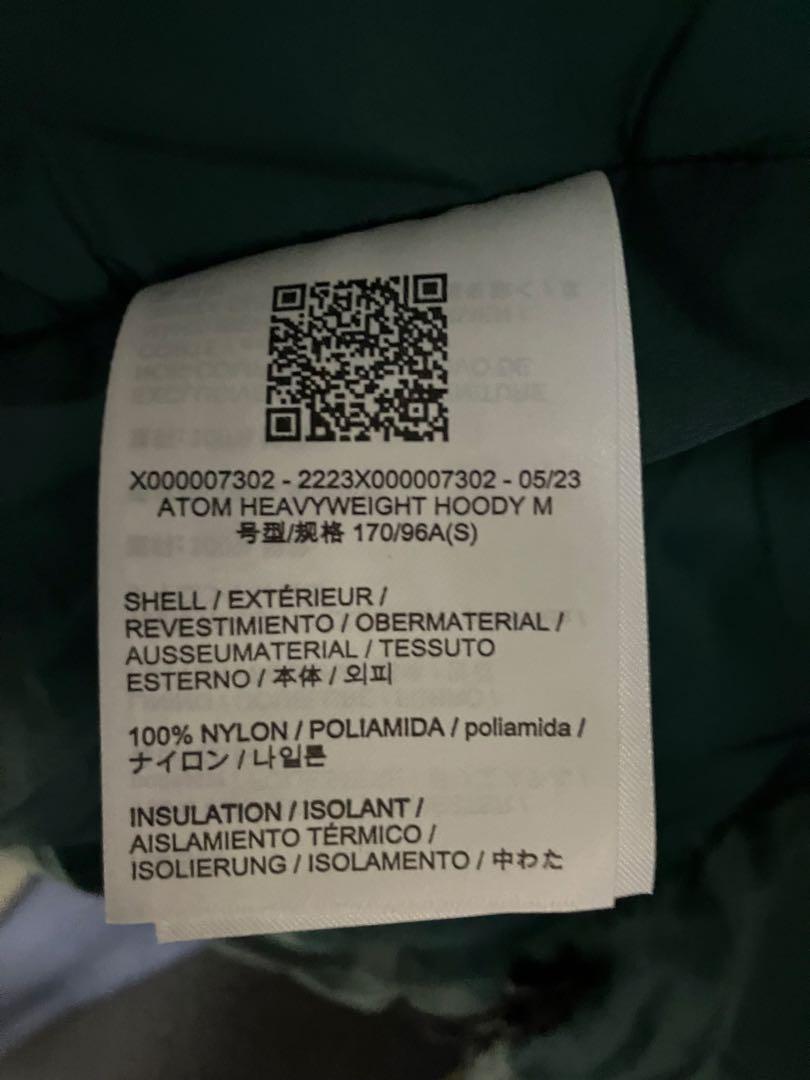 X000007302 - 2223X000007302 - 05/23
ATOM HEAVYWEIGHT HOODY M
号型/规格 170/96A(S)
SHELL / EXTÉRIEUR /
REVESTIMIENTO / OBERMATERIAL /
AUSSEUMATERIAL / TESSUTO
ESTERNO / 本体 / 외피
100% NYLON / POLIAMIDA / poliamida /
ナイロン / 나일론
INSULATION / ISOLANT /
AISLAMIENTO TÉRMICO /
ISOLIERUNG / ISOLAMENTO / 中わた